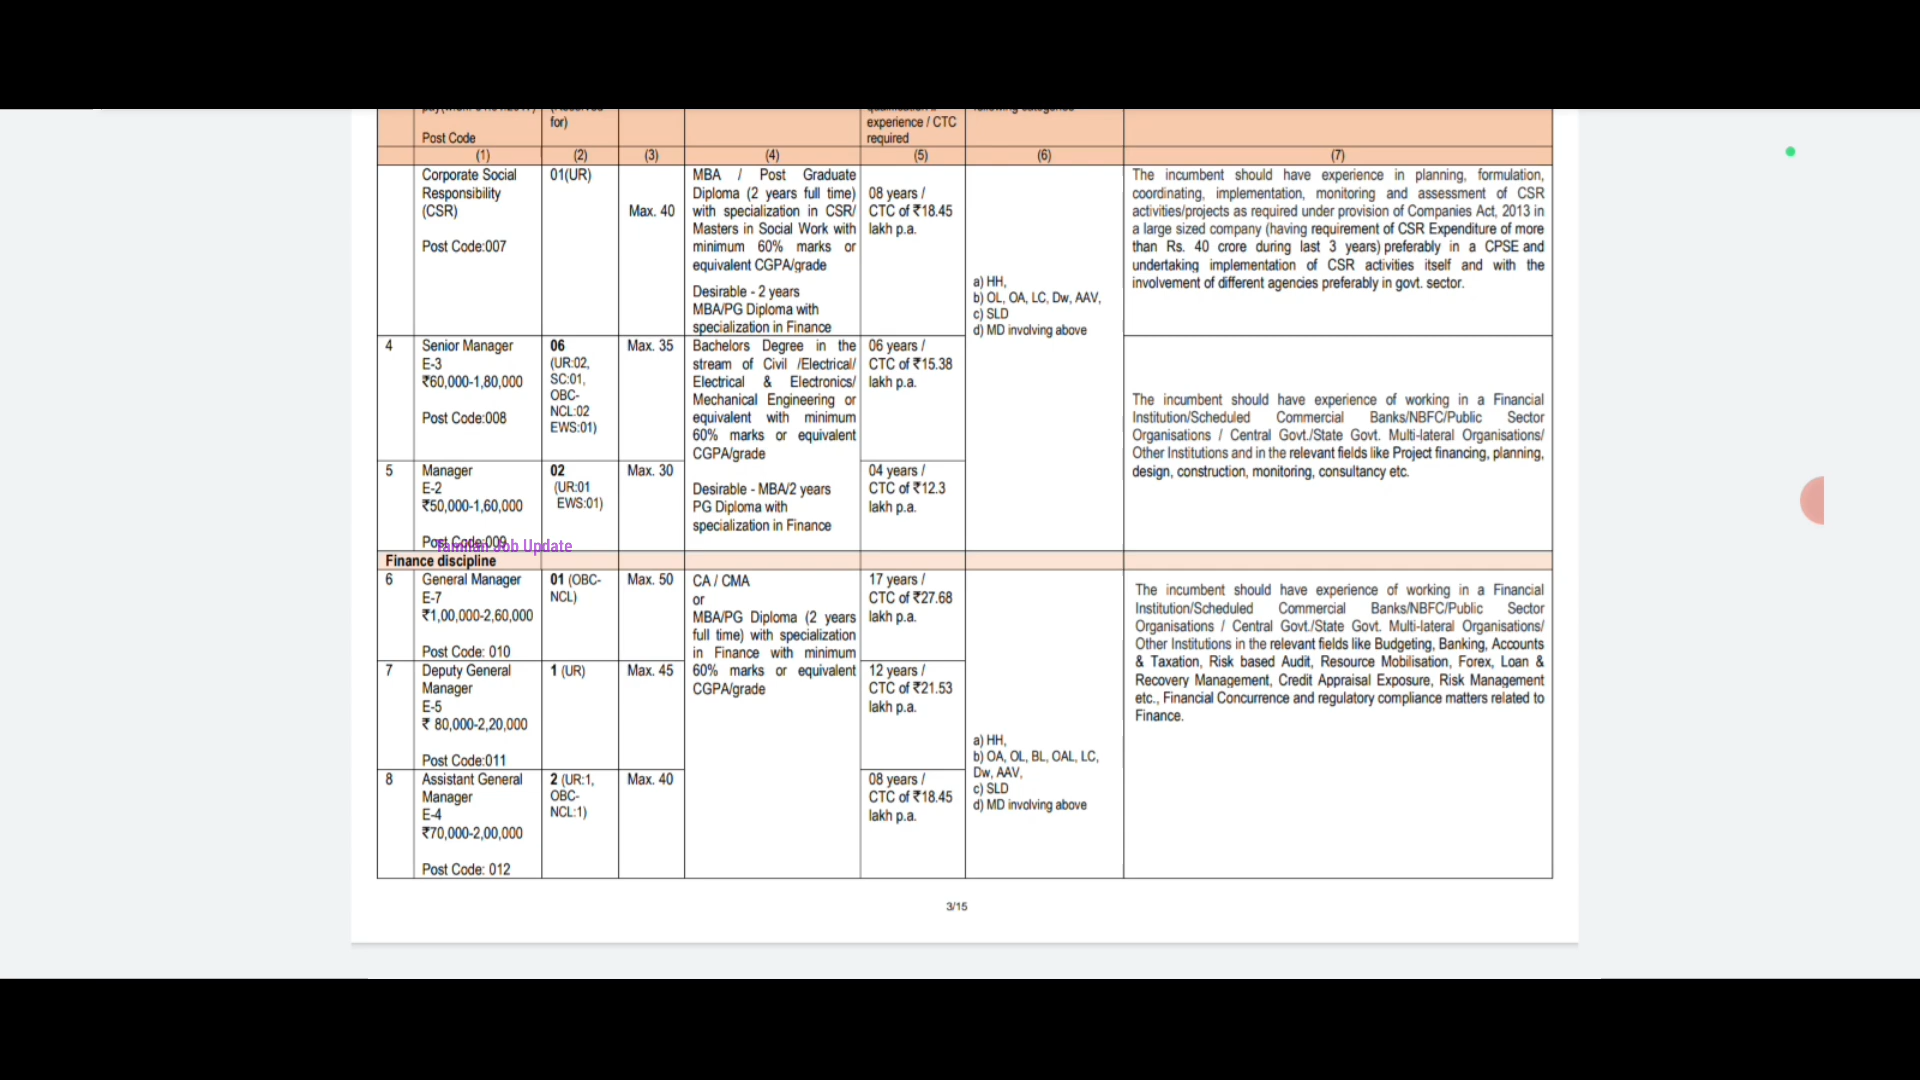 for)
experience / CTC
Post Code
required
(1) (2) (3) (4) (5) (6) (7)
Corporate Social
Responsibility
(CSR)
Post Code:007
01(UR)
Max. 40
MBA / Post Graduate
Diploma (2 years full time)
with specialization in CSR/
Masters in Social Work with
minimum 60% marks or
equivalent CGPA/grade
Desirable - 2 years
MBA/PG Diploma with
specialization in Finance
08 years /
CTC of ₹18.45
lakh p.a.
a) HH,
b) OL, OA, LC, Dw, AAV,
c) SLD
d) MD involving above
The incumbent should have experience in planning, formulation,
coordinating, implementation, monitoring and assessment of CSR
activities/projects as required under provision of Companies Act, 2013 in
a large sized company (having requirement of CSR Expenditure of more
than Rs. 40 crore during last 3 years) preferably in a CPSE and
undertaking implementation of CSR activities itself and with the
involvement of different agencies preferably in govt. sector.
4
Senior Manager
E-3
₹60,000-1,80,000
Post Code:008
06
(UR:02,
SC:01,
OBC-
NCL:02
EWS:01)
Max. 35
Bachelors Degree in the
stream of Civil /Electrical/
Electrical & Electronics/
Mechanical Engineering or
equivalent with minimum
60% marks or equivalent
CGPA/grade
Desirable - MBA/2 years
PG Diploma with
specialization in Finance
06 years /
CTC of ₹15.38
lakh p.a.
The incumbent should have experience of working in a Financial
Institution/Scheduled Commercial Banks/NBFC/Public Sector
Organisations / Central Govt./State Govt. Multi-lateral Organisations/
Other Institutions and in the relevant fields like Project financing, planning,
design, construction, monitoring, consultancy etc.
5
Manager
E-2
₹50,000-1,60,000
Post Code:009
Tamilan Job Update
02
(UR:01
EWS:01)
Max. 30
04 years /
CTC of ₹12.3
lakh p.a.
Finance discipline
6
General Manager
E-7
₹1,00,000-2,60,000
Post Code: 010
01 (OBC-
NCL)
Max. 50
CA / CMA
or
MBA/PG Diploma (2 years
full time) with specialization
in Finance with minimum
60% marks or equivalent
CGPA/grade
17 years /
CTC of ₹27.68
lakh p.a.
The incumbent should have experience of working in a Financial
Institution/Scheduled Commercial Banks/NBFC/Public Sector
Organisations / Central Govt./State Govt. Multi-lateral Organisations/
Other Institutions in the relevant fields like Budgeting, Banking, Accounts
& Taxation, Risk based Audit, Resource Mobilisation, Forex, Loan &
Recovery Management, Credit Appraisal Exposure, Risk Management
etc., Financial Concurrence and regulatory compliance matters related to
Finance.
7
Deputy General
Manager
E-5
₹ 80,000-2,20,000
Post Code:011
1 (UR)
Max. 45
12 years /
CTC of ₹21.53
lakh p.a.
a) HH,
b) OA, OL, BL, OAL, LC,
Dw, AAV,
c) SLD
d) MD involving above
8
Assistant General
Manager
E-4
₹70,000-2,00,000
Post Code: 012
2 (UR:1,
OBC-
NCL:1)
Max. 40
08 years /
CTC of ₹18.45
lakh p.a.
3/15